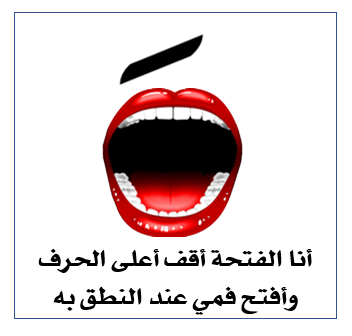 أنا الفتحة أقف أعلى الحرف
وأفتح فمي عند النطق به